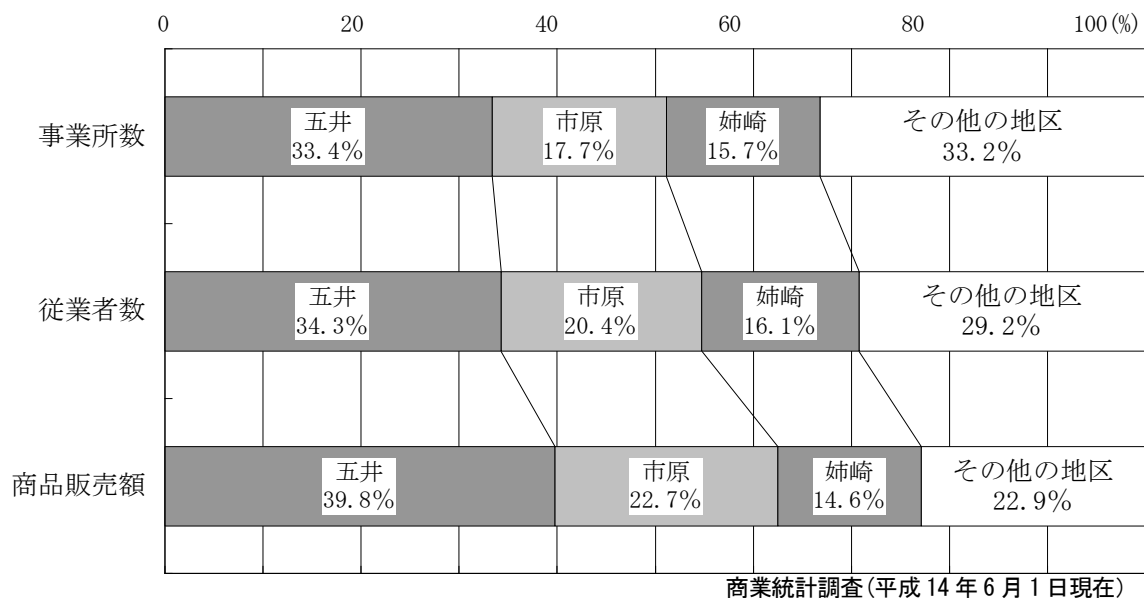 0 20 40 60 80 100(%)
事業所数
五井
33.4%
市原
17.7%
姉崎
15.7%
その他の地区
33.2%
従業者数
五井
34.3%
市原
20.4%
姉崎
16.1%
その他の地区
29.2%
商品販売額
五井
39.8%
市原
22.7%
姉崎
14.6%
その他の地区
22.9%
商業統計調査(平成14年6月1日現在)